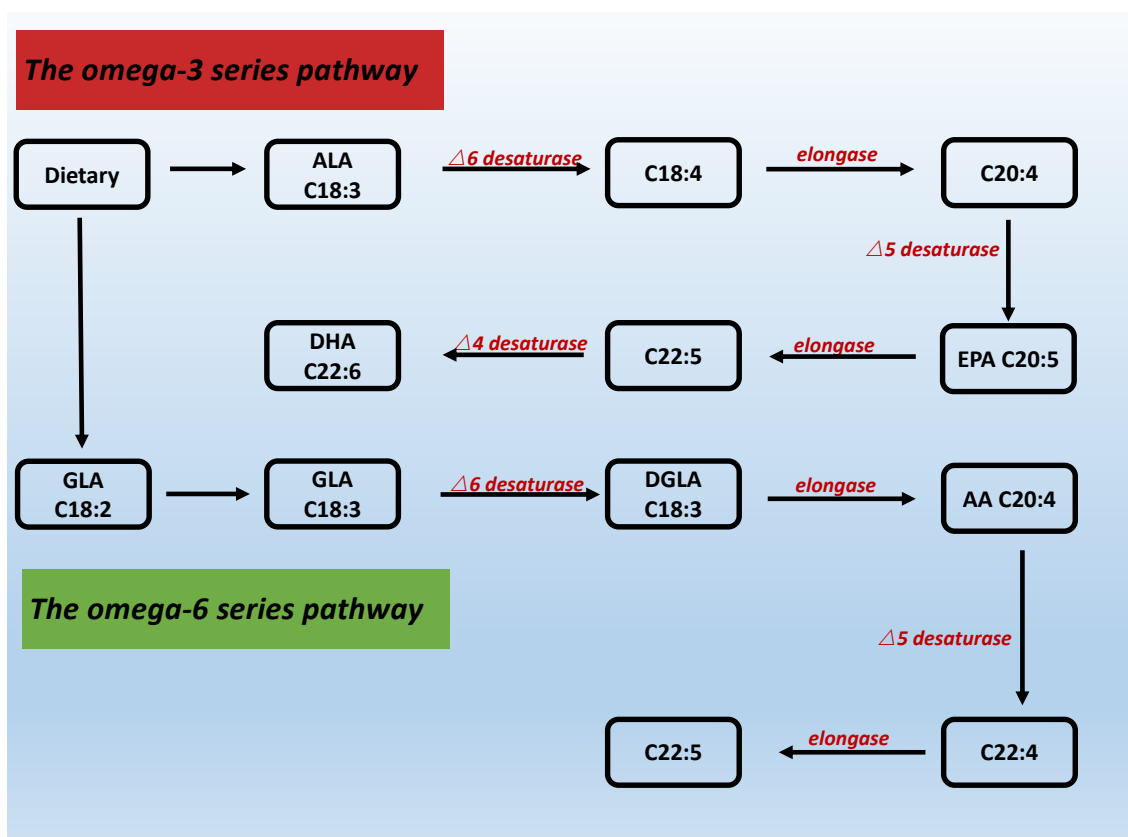 The omega-3 series pathway
Dietary
ALA
C18:3
△6 desaturase
C18:4
elongase
C20:4
△5 desaturase
DHA
C22:6
△4 desaturase
C22:5
elongase
EPA C20:5
GLA
C18:2
GLA
C18:3
△6 desaturase
DGLA
C18:3
elongase
AA C20:4
The omega-6 series pathway
△5 desaturase
C22:5
elongase
C22:4